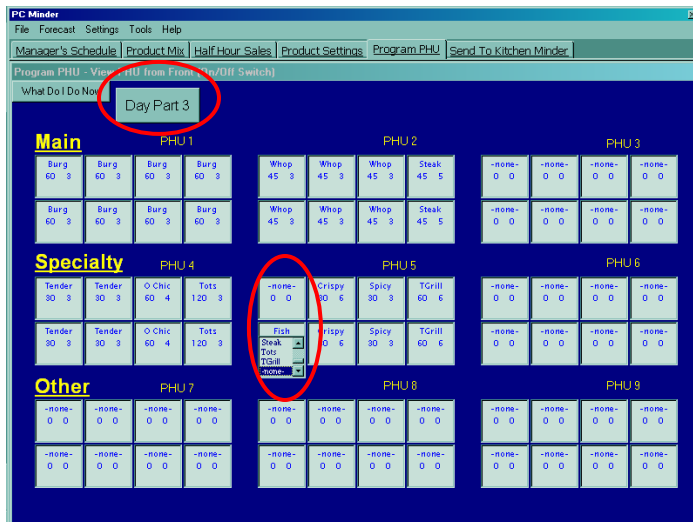 PC Minder
File Forecast Settings Tools Help
Manager's Schedule Product Mix Half Hour Sales Product Settings Program PHU Send To Kitchen Minder
Program PHU - View PHU from Front (On/Off Switch)
What Do I Do Now
Day Part 3
Main PHU 1 PHU 2 PHU 3
Burg Burg Burg Burg Whop Whop Whop Steak -none- -none- -none- -none-
60 3 60 3 60 3 60 3 45 3 45 3 45 3 45 5 0 0 0 0 0 0 0 0
Burg Burg Burg Burg Whop Whop Whop Steak -none- -none- -none- -none-
60 3 60 3 60 3 60 3 45 3 45 3 45 3 45 5 0 0 0 0 0 0 0 0
Specialty PHU 4 PHU 5 PHU 6
Tender Tender O Chic Tots -none- Crispy Spicy TGrill -none- -none- -none- -none-
30 3 30 3 60 4 120 3 0 0 30 6 30 3 60 6 0 0 0 0 0 0 0 0
Tender Tender O Chic Tots Fish Crispy Spicy TGrill -none- -none- -none- -none-
30 3 30 3 60 4 120 3 Steak 0 6 30 3 60 6 0 0 0 0 0 0 0 0
Tots
TGrill
-none-
Other PHU 7 PHU 8 PHU 9
-none- -none- -none- -none- -none- -none- -none- -none- -none- -none- -none- -none-
0 0 0 0 0 0 0 0 0 0 0 0 0 0 0 0 0 0 0 0 0 0 0 0
-none- -none- -none- -none- -none- -none- -none- -none- -none- -none- -none- -none-
0 0 0 0 0 0 0 0 0 0 0 0 0 0 0 0 0 0 0 0 0 0 0 0